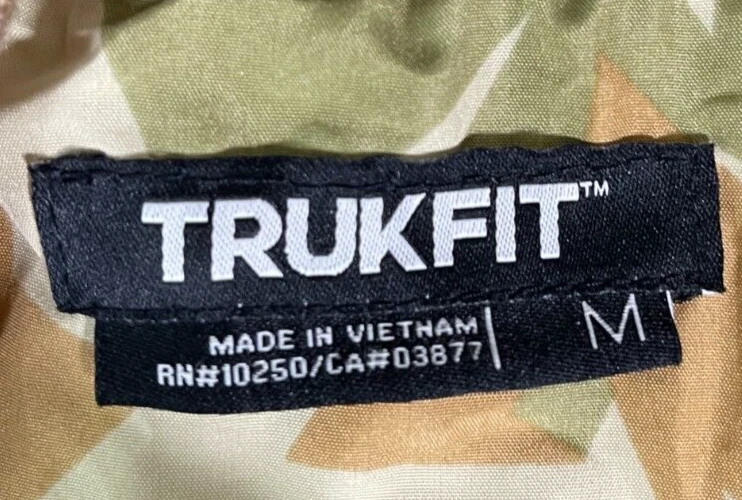 TRUKFIT™
MADE IN VIETNAM
RN#10250/CA#03877
M